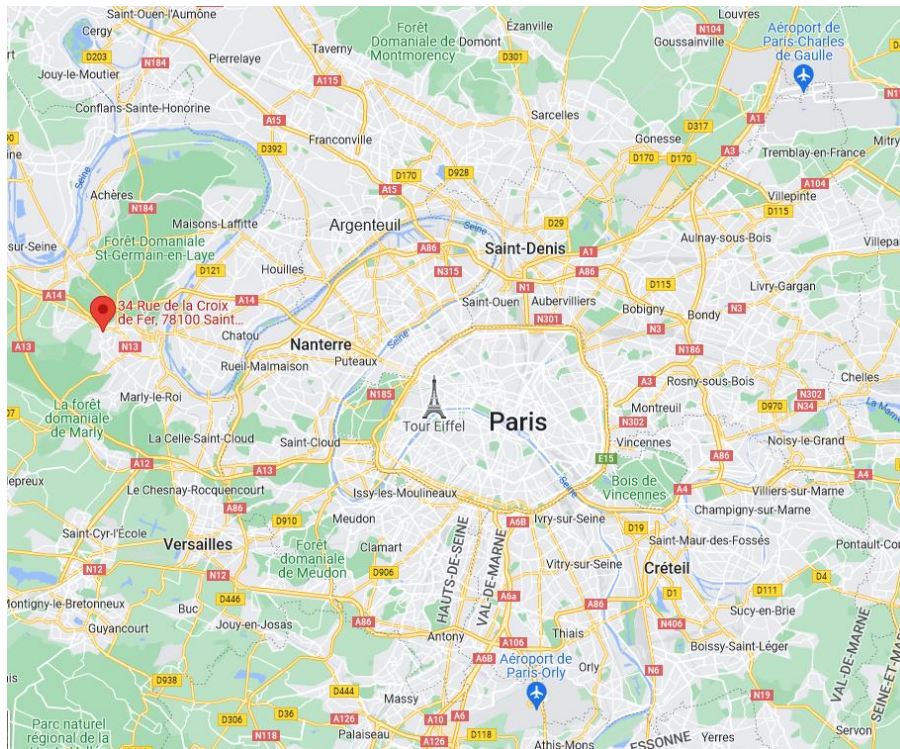 Saint-Ouen-l'Aumône
Cergy
D203
N184
Pierrelaye
Jouy-le-Moutier
Conflans-Sainte-Honorine
Taverny
A115
Forêt
Domaniale de
Montmorency
Domont
Ézanville
D301
Louvres
N104
Goussainville
Aéroport de
Paris-Charles
de Gaulle
A15
Franconville
D392
Sarcelles
Gonesse
D317
A1
A3
Mitry
Tremblay-en-France
D170
D170
A104
Villepinte
D115
Seine
Achères
N184
Maisons-Laffitte
A15
D170
D928
Argenteuil
Seine
D29
sur-Seine
Forêt Domaniale
St-Germain-en-Laye
D121
Houilles
A86
N315
Saint-Denis
A1
A86
Aulnay-sous-Bois
Villepa
D115
A14
A14
34 Rue de la Croix
de Fer, 78100 Saint...
Saint-Ouen
N1
Aubervilliers
N301
Bobigny
Livry-Gargan
N3
Bondy
N3
A13
N13
Chatou
Nanterre
Puteaux
Seine
Rueil-Malmaison
N186
Marly-le-Roi
N185
A3
Rosny-sous-Bois
Chelles
La forêt
domaniale
de Marly
Tour Eiffel
Paris
Montreuil
N302
D970
N302
N34
La Marne
La Celle-Saint-Cloud
Saint-Cloud
Vincennes
Noisy-le-Grand
A12
A13
E15
A86
Bois de
Vincennes
A4
A4
Le Chesnay-Rocquencourt
Issy-les-Moulineaux
Seine
Villiers-sur-Marne
A86
D910
Meudon
A6B
Ivry-sur-Seine
D19
Champigny-sur-Marne
Saint-Cyr-l'École
Versailles
Forêt
domaniale
de Meudon
Clamart
HAUTS-DE-SEINE
VAL-DE-MARNE
Saint-Maur-des-Fossés
N12
N12
D906
Vitry-sur-Seine
Créteil
D4
D446
A6a
A86
D1
D111
Montigny-le-Bretonneux
Buc
Guyancourt
Jouy-en-Josas
A86
Antony
A106
Thiais
N406
Sucy-en-Brie
Boissy-Saint-Léger
A6B
Aéroport de
Paris-Orly
Orly
N6
VAL-DE-MARNE
SEINE-ET-M
D938
D444
Massy
N19
D306
D36
A126
A10
A6
Parc naturel
régional de la
N118
Palaiseau
A126
D118
Athis-Mons
ESSONNE
Yerres
Servon